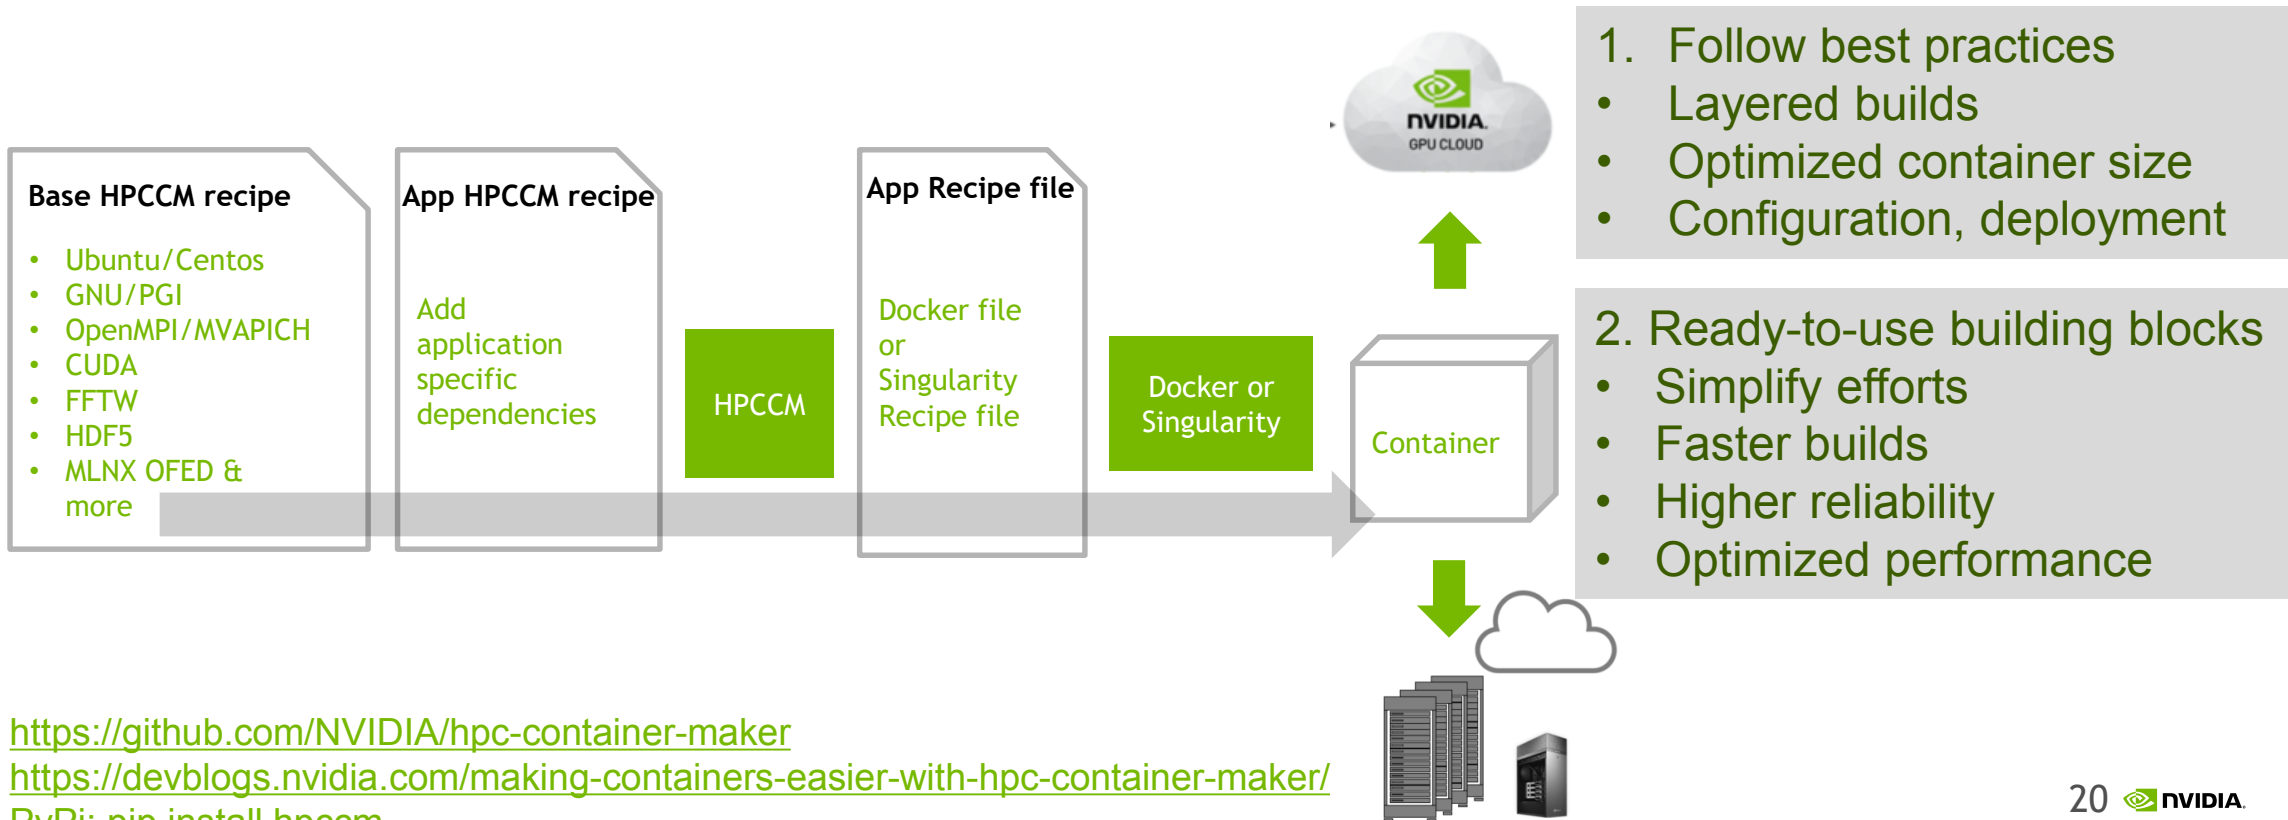 Base HPCCM recipe
• Ubuntu/Centos
• GNU/PGI
• OpenMPI/MVAPICH
• CUDA
• FFTW
• HDF5
• MLNX OFED &
more
App HPCCM recipe
Add
application
specific
dependencies
HPCCM
App Recipe file
Docker file
or
Singularity
Recipe file
Docker or
Singularity
NVIDIA.
GPU CLOUD
Container
1. Follow best practices
• Layered builds
• Optimized container size
• Configuration, deployment
2. Ready-to-use building blocks
• Simplify efforts
• Faster builds
• Higher reliability
• Optimized performance
https://github.com/NVIDIA/hpc-container-maker
https://devblogs.nvidia.com/making-containers-easier-with-hpc-container-maker/
PyPi: pip install hpccm
20 NVIDIA.